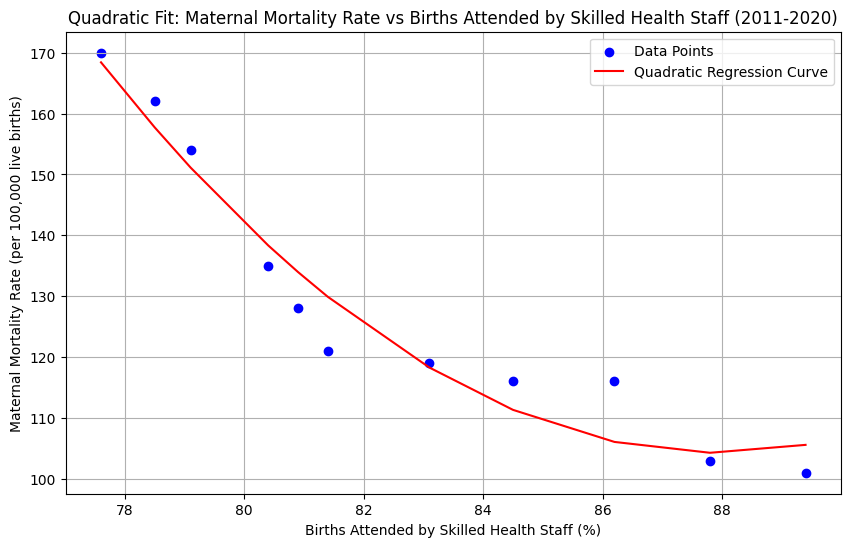 Quadratic Fit: Maternal Mortality Rate vs Births Attended by Skilled Health Staff (2011-2020)
Data Points
Quadratic Regression Curve
Maternal Mortality Rate (per 100,000 live births)
170
160
150
140
130
120
110
100
78 80 82 84 86 88
Births Attended by Skilled Health Staff (%)